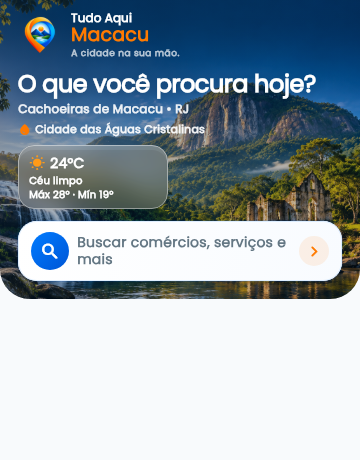 Tudo Aqui
Macacu
A cidade na sua mão.
O que você procura hoje?
Cachoeiras de Macacu • RJ
Cidade das Águas Cristalinas
24°C
Céu limpo
Máx 28° · Mín 19°
Buscar comércios, serviços e
mais